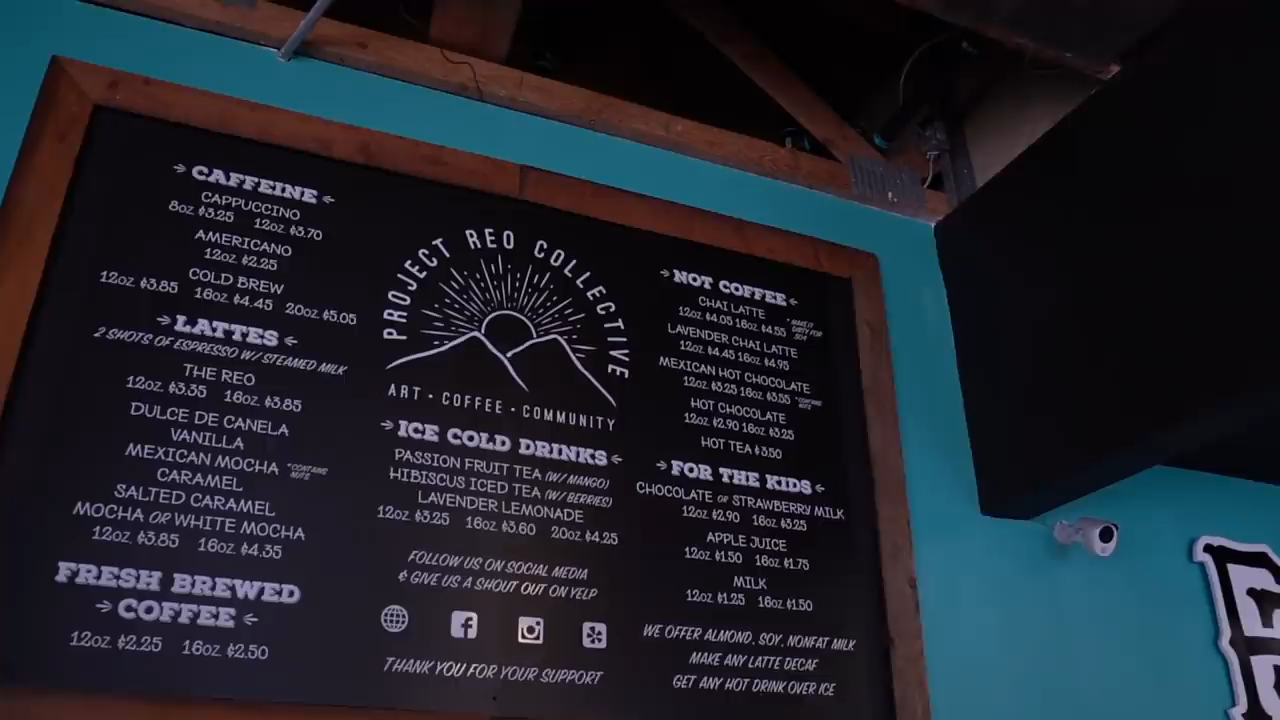 CAFFEINE
CAPPUCCINO
8oz $3.25 12oz $3.70
AMERICANO
12oz $2.25
COLD BREW
12oz $3.85 16oz $4.45 20oz $5.05
LATTES
2 SHOTS OF ESPRESSO W/ STEAMED MILK
THE REO
12oz $3.35 16oz $3.85
DULCE DE CANELA
VANILLA
MEXICAN MOCHA *CONTAINS NUTS
CARAMEL
SALTED CARAMEL
MOCHA OR WHITE MOCHA
12oz $3.85 16oz $4.35
FRESH BREWED
COFFEE
12oz $2.25 16oz $2.50
PROJECT REO COLLECTIVE
ART • COFFEE • COMMUNITY
ICE COLD DRINKS
PASSION FRUIT TEA (W/ MANGO)
HIBISCUS ICED TEA (W/ BERRIES)
LAVENDER LEMONADE
12oz $3.25 16oz $3.60 20oz $4.25
FOLLOW US ON SOCIAL MEDIA
& GIVE US A SHOUT OUT ON YELP
THANK YOU FOR YOUR SUPPORT
NOT COFFEE
CHAI LATTE
12oz $4.05 16oz $4.55 *MAKE IT DIRTY FOR
LAVENDER CHAI LATTE
12oz $4.45 16oz $4.95
MEXICAN HOT CHOCOLATE
12oz $3.25 16oz $3.55 *CONTAINS NUTS
HOT CHOCOLATE
12oz $2.90 16oz $3.25
HOT TEA $3.50
FOR THE KIDS
CHOCOLATE OR STRAWBERRY MILK
12oz $2.90 16oz $3.25
APPLE JUICE
12oz $1.50 16oz $1.75
MILK
12oz $1.25 16oz $1.50
WE OFFER ALMOND, SOY, NONFAT MILK
MAKE ANY LATTE DECAF
GET ANY HOT DRINK OVER ICE